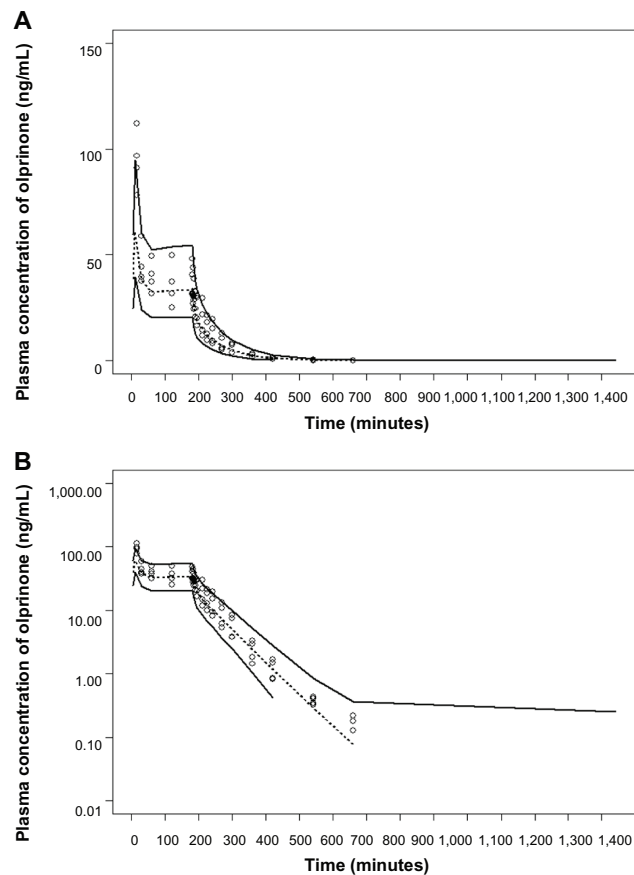 A
Plasma concentration of olprinone (ng/mL)
150
100
50
0
0 100 200 300 400 500 600 700 800 900 1,000 1,100 1,200 1,300 1,400
Time (minutes)
B
Plasma concentration of olprinone (ng/mL)
1,000.00
100.00
10.00
1.00
0.10
0.01
0 100 200 300 400 500 600 700 800 900 1,000 1,100 1,200 1,300 1,400
Time (minutes)